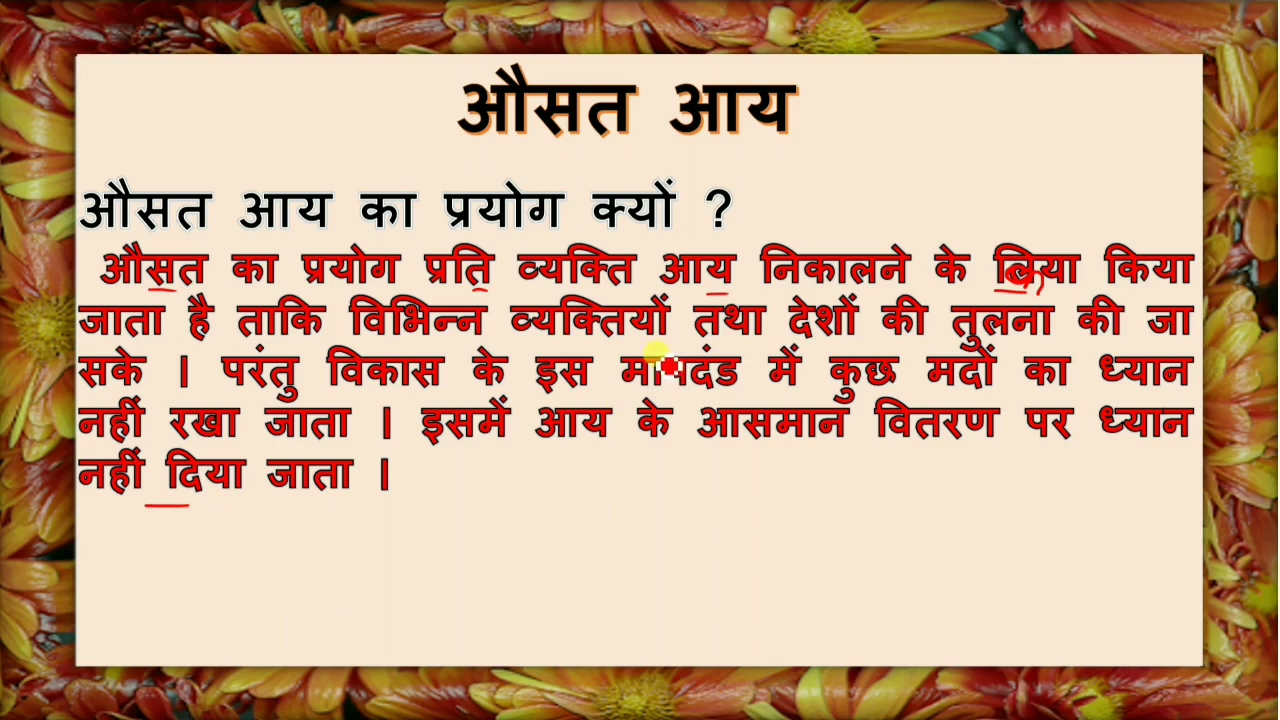 औसत आय
औसत आय का प्रयोग क्यों ?
औसत का प्रयोग प्रति व्यक्ति आय निकालने के लिया किया
जाता है ताकि विभिन्न व्यक्तियों तथा देशों की तुलना की जा
सके । परंतु विकास के इस मापदंड में कुछ मदों का ध्यान
नहीं रखा जाता । इसमें आय के आसमान वितरण पर ध्यान
नहीं दिया जाता ।